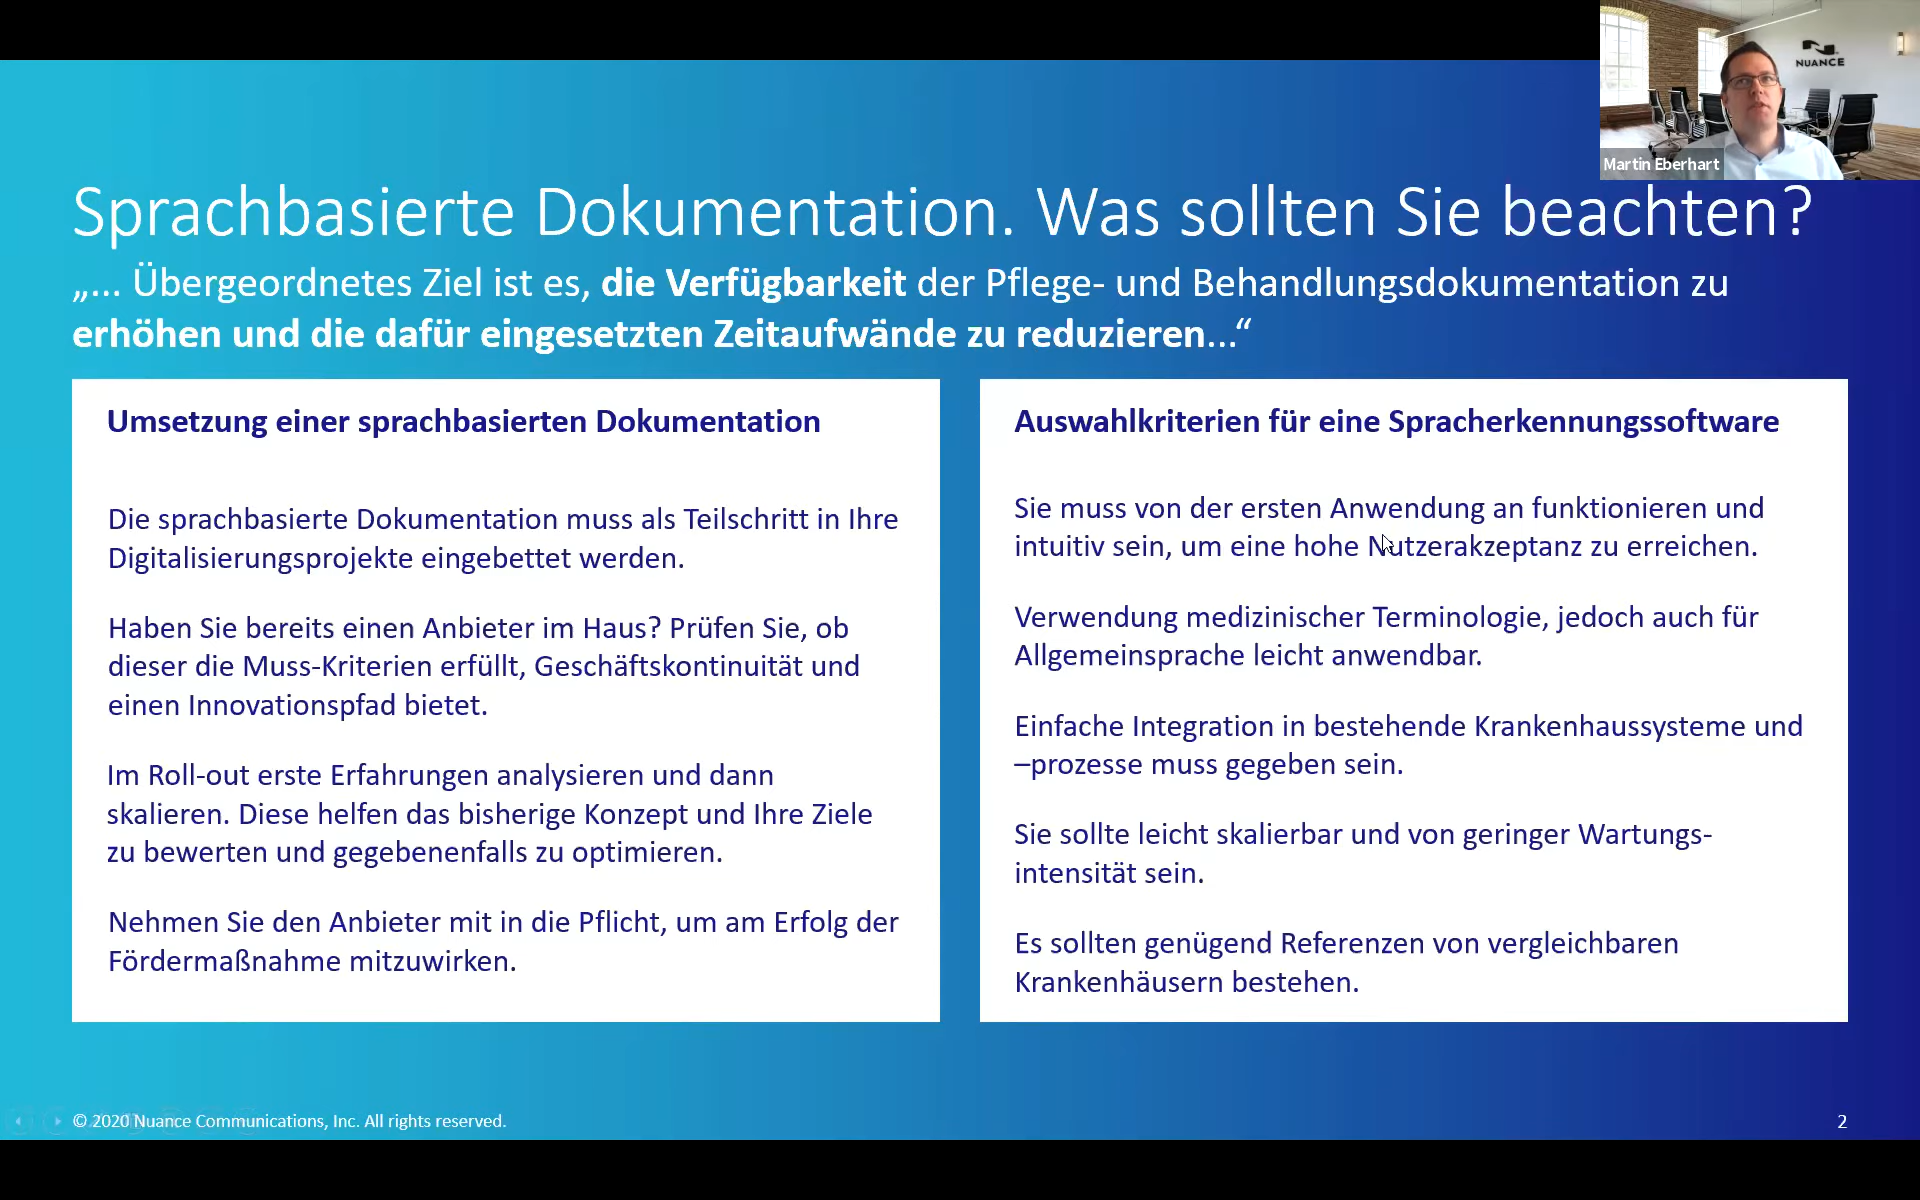 NUANCE
Martin Eberhart
Sprachbasierte Dokumentation. Was sollten Sie beachten?
„... Übergeordnetes Ziel ist es, die Verfügbarkeit der Pflege- und Behandlungsdokumentation zu
erhöhen und die dafür eingesetzten Zeitaufwände zu reduzieren...“
Umsetzung einer sprachbasierten Dokumentation
Die sprachbasierte Dokumentation muss als Teilschritt in Ihre
Digitalisierungsprojekte eingebettet werden.
Haben Sie bereits einen Anbieter im Haus? Prüfen Sie, ob
dieser die Muss-Kriterien erfüllt, Geschäftskontinuität und
einen Innovationspfad bietet.
Im Roll-out erste Erfahrungen analysieren und dann
skalieren. Diese helfen das bisherige Konzept und Ihre Ziele
zu bewerten und gegebenenfalls zu optimieren.
Nehmen Sie den Anbieter mit in die Pflicht, um am Erfolg der
Fördermaßnahme mitzuwirken.
Auswahlkriterien für eine Spracherkennungssoftware
Sie muss von der ersten Anwendung an funktionieren und
intuitiv sein, um eine hohe Nutzerakzeptanz zu erreichen.
Verwendung medizinischer Terminologie, jedoch auch für
Allgemeinsprache leicht anwendbar.
Einfache Integration in bestehende Krankenhaussysteme und
–prozesse muss gegeben sein.
Sie sollte leicht skalierbar und von geringer Wartungs-
intensität sein.
Es sollten genügend Referenzen von vergleichbaren
Krankenhäusern bestehen.
© 2020 Nuance Communications, Inc. All rights reserved.
2